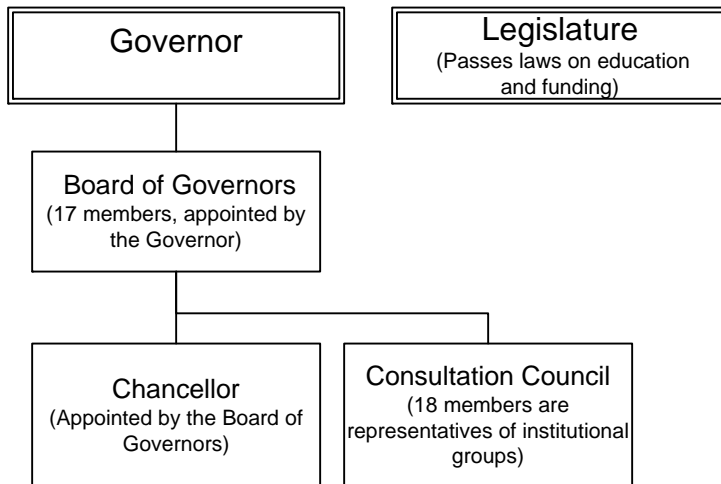 Governor
Legislature
(Passes laws on education
and funding)
Board of Governors
(17 members, appointed by
the Governor)
Chancellor
(Appointed by the Board of
Governors)
Consultation Council
(18 members are
representatives of institutional
groups)